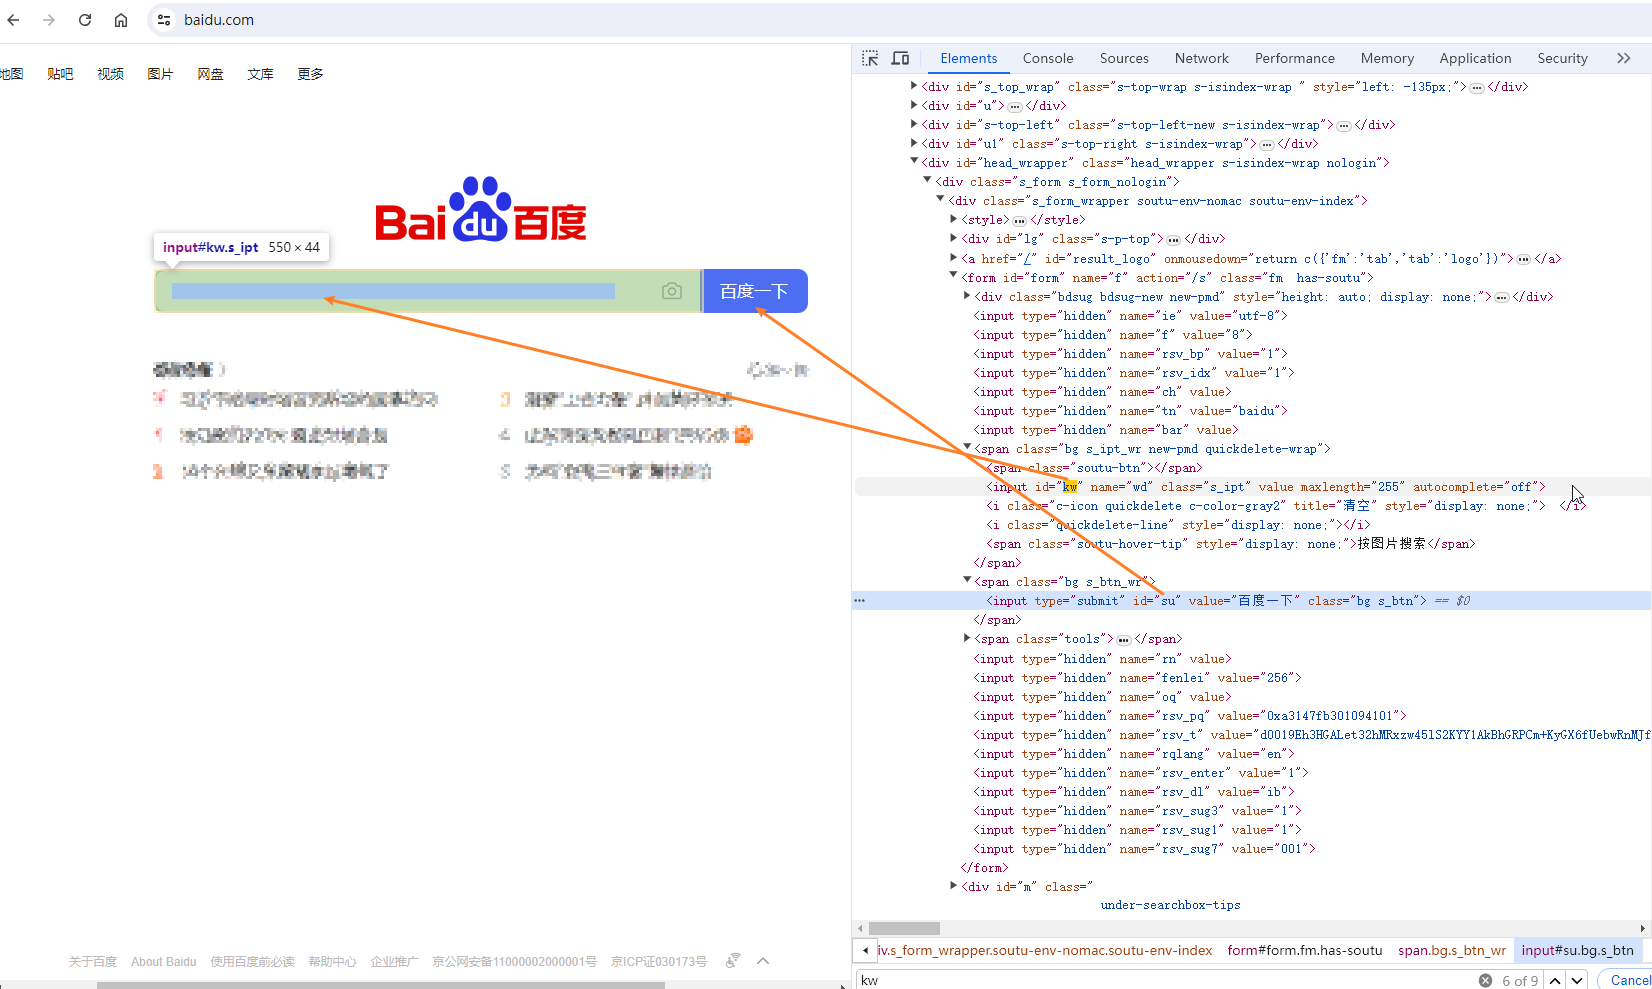 baidu.com
地图 贴吧 视频 图片 网盘 文库 更多
Bai du 百度
input#kw.s_ipt 550 × 44
百度一下
关于百度 About Baidu 使用百度前必读 帮助中心 企业推广 京公网安备11000002000001号 京ICP证030173号
Elements Console Sources Network Performance Memory Application Security
<div id="s_top_wrap" class="s-top-wrap s-isindex-wrap " style="left: -135px;"> … </div>
<div id="u"> … </div>
<div id="s-top-left" class="s-top-left-new s-isindex-wrap"> … </div>
<div id="u1" class="s-top-right s-isindex-wrap"> … </div>
<div id="head_wrapper" class="head_wrapper s-isindex-wrap nologin">
<div class="s_form s_form_nologin">
<div class="s_form_wrapper soutu-env-nomac soutu-env-index">
<style> … </style>
<div id="lg" class="s-p-top"> … </div>
<a href="/" id="result_logo" onmousedown="return c({'fm':'tab','tab':'logo'})"> … </a>
<form id="form" name="f" action="/s" class="fm  has-soutu">
<div class="bdsug bdsug-new new-pmd" style="height: auto; display: none;"> … </div>
<input type="hidden" name="ie" value="utf-8">
<input type="hidden" name="f" value="8">
<input type="hidden" name="rsv_bp" value="1">
<input type="hidden" name="rsv_idx" value="1">
<input type="hidden" name="ch" value>
<input type="hidden" name="tn" value="baidu">
<input type="hidden" name="bar" value>
<span class="bg s_ipt_wr new-pmd quickdelete-wrap">
<span class="soutu-btn"></span>
<input id="kw" name="wd" class="s_ipt" value maxlength="255" autocomplete="off">
<i class="c-icon quickdelete c-color-gray2" title="清空" style="display: none;">  </i>
<i class="quickdelete-line" style="display: none;"></i>
<span class="soutu-hover-tip" style="display: none;">按图片搜索</span>
</span>
<span class="bg s_btn_wr">
… <input type="submit" id="su" value="百度一下" class="bg s_btn"> == $0
</span>
<span class="tools"> … </span>
<input type="hidden" name="rn" value>
<input type="hidden" name="fenlei" value="256">
<input type="hidden" name="oq" value>
<input type="hidden" name="rsv_pq" value="0xa3147fb301094101">
<input type="hidden" name="rsv_t" value="d0019Eh3HGALet32hMRxzw45lS2KYY1AkBhGRPCm+KyGX6fUebwRnMJf
<input type="hidden" name="rqlang" value="en">
<input type="hidden" name="rsv_enter" value="1">
<input type="hidden" name="rsv_dl" value="ib">
<input type="hidden" name="rsv_sug3" value="1">
<input type="hidden" name="rsv_sug1" value="1">
<input type="hidden" name="rsv_sug7" value="001">
</form>
<div id="m" class="
under-searchbox-tips
iv.s_form_wrapper.soutu-env-nomac.soutu-env-index form#form.fm.has-soutu span.bg.s_btn_wr input#su.bg.s_btn
kw 6 of 9 Cancel